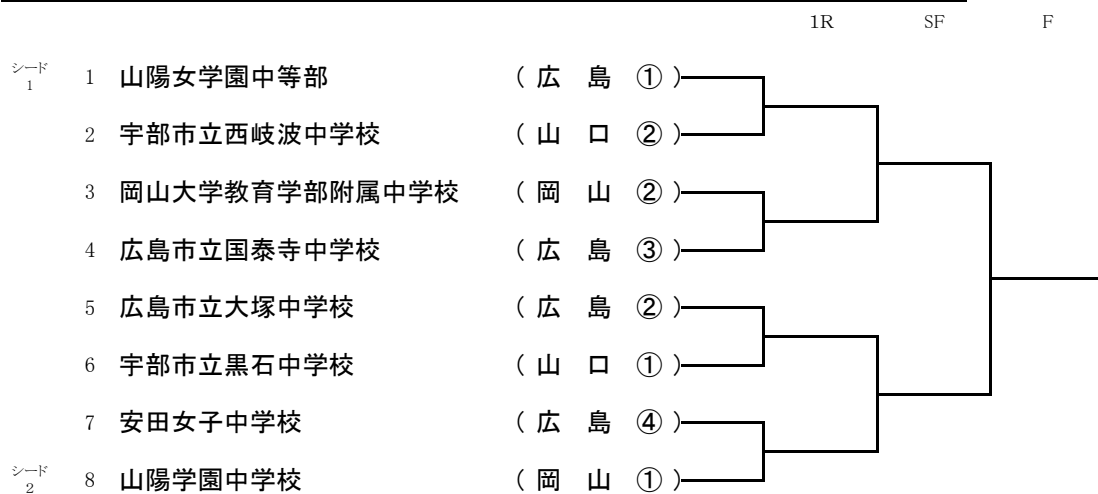 1R SF F
シード 1 1 山陽女学園中等部 ( 広 島 ① )
2 宇部市立西岐波中学校 ( 山 口 ② )
3 岡山大学教育学部附属中学校 ( 岡 山 ② )
4 広島市立国泰寺中学校 ( 広 島 ③ )
5 広島市立大塚中学校 ( 広 島 ② )
6 宇部市立黒石中学校 ( 山 口 ① )
7 安田女子中学校 ( 広 島 ④ )
シード 2 8 山陽学園中学校 ( 岡 山 ① )